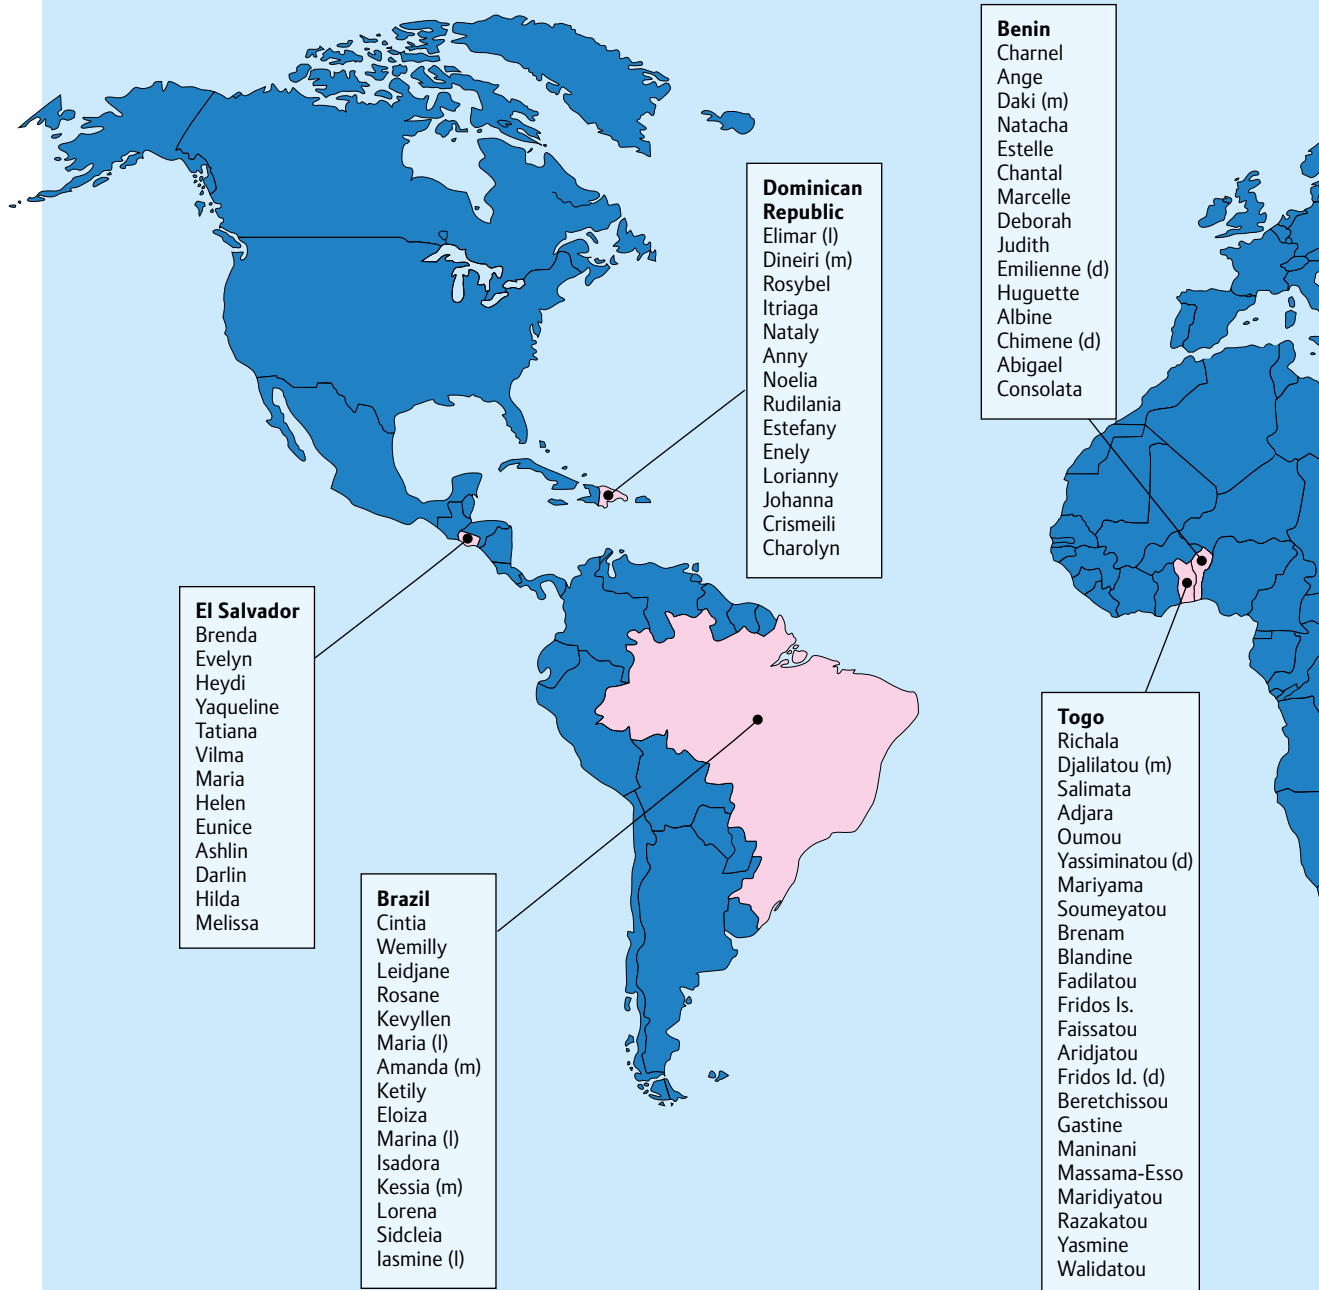 Benin
Charnel
Ange
Daki (m)
Natacha
Estelle
Chantal
Marcelle
Deborah
Judith
Emilienne (d)
Huguette
Albine
Chimene (d)
Abigael
Consolata
Dominican
Republic
Elimar (l)
Dineiri (m)
Rosybel
Itriaga
Nataly
Anny
Noelia
Rudilania
Estefany
Enely
Lorianny
Johanna
Crismeili
Charolyn
El Salvador
Brenda
Evelyn
Heydi
Yaqueline
Tatiana
Vilma
Maria
Helen
Eunice
Ashlin
Darlin
Hilda
Melissa
Brazil
Cintia
Wemilly
Leidjane
Rosane
Kevyllen
Maria (l)
Amanda (m)
Ketily
Eloiza
Marina (l)
Isadora
Kessia (m)
Lorena
Sidcleia
Iasmine (l)
Togo
Richala
Djalilatou (m)
Salimata
Adjara
Oumou
Yassiminatou (d)
Mariyama
Soumeyatou
Brenam
Blandine
Fadilatou
Fridos Is.
Faissatou
Aridjatou
Fridos Id. (d)
Beretchissou
Gastine
Maninani
Massama-Esso
Maridiyatou
Razakatou
Yasmine
Walidatou